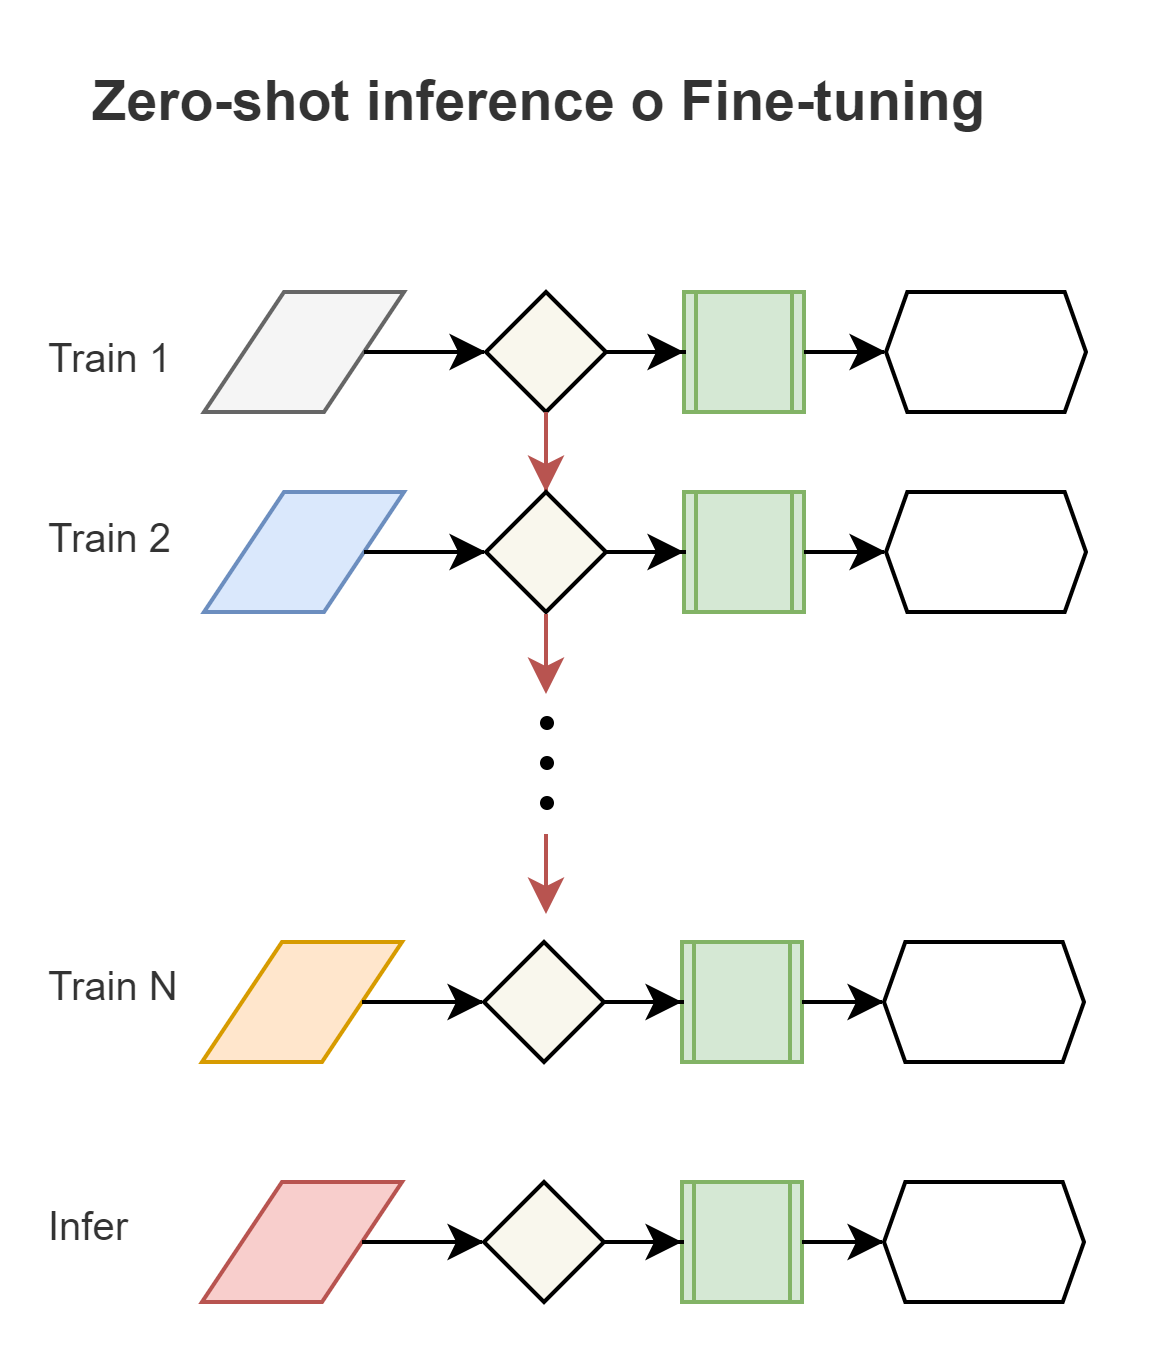 Zero-shot inference o Fine-tuning
Train 1
Train 2
Train N
Infer